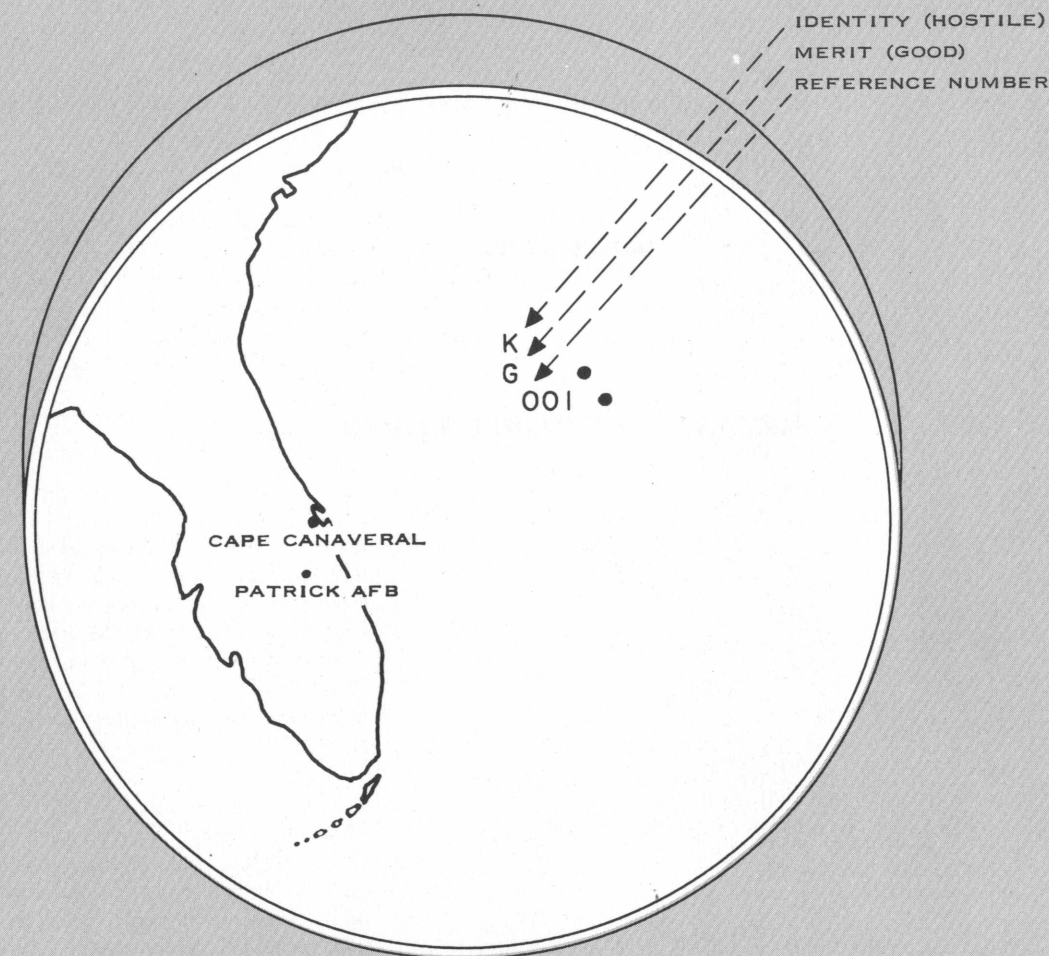 IDENTITY (HOSTILE)
MERIT (GOOD)
REFERENCE NUMBER
K
G
001
CAPE CANAVERAL
PATRICK AFB